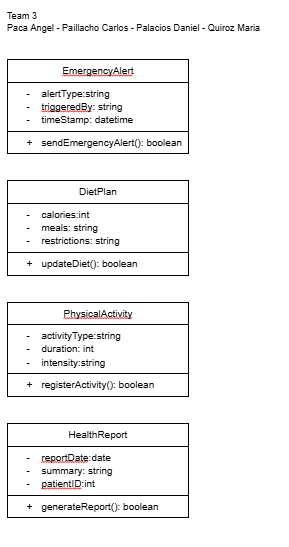 Team 3
Paca Angel - Paillacho Carlos - Palacios Daniel - Quiroz Maria
EmergencyAlert
- alertType:string
- triggeredBy: string
- timeStamp: datetime
+ sendEmergencyAlert(): boolean
DietPlan
- calories:int
- meals: string
- restrictions: string
+ updateDiet(): boolean
PhysicalActivity
- activityType:string
- duration: int
- intensity:string
+ registerActivity(): boolean
HealthReport
- reportDate:date
- summary: string
- patientID:int
+ generateReport(): boolean